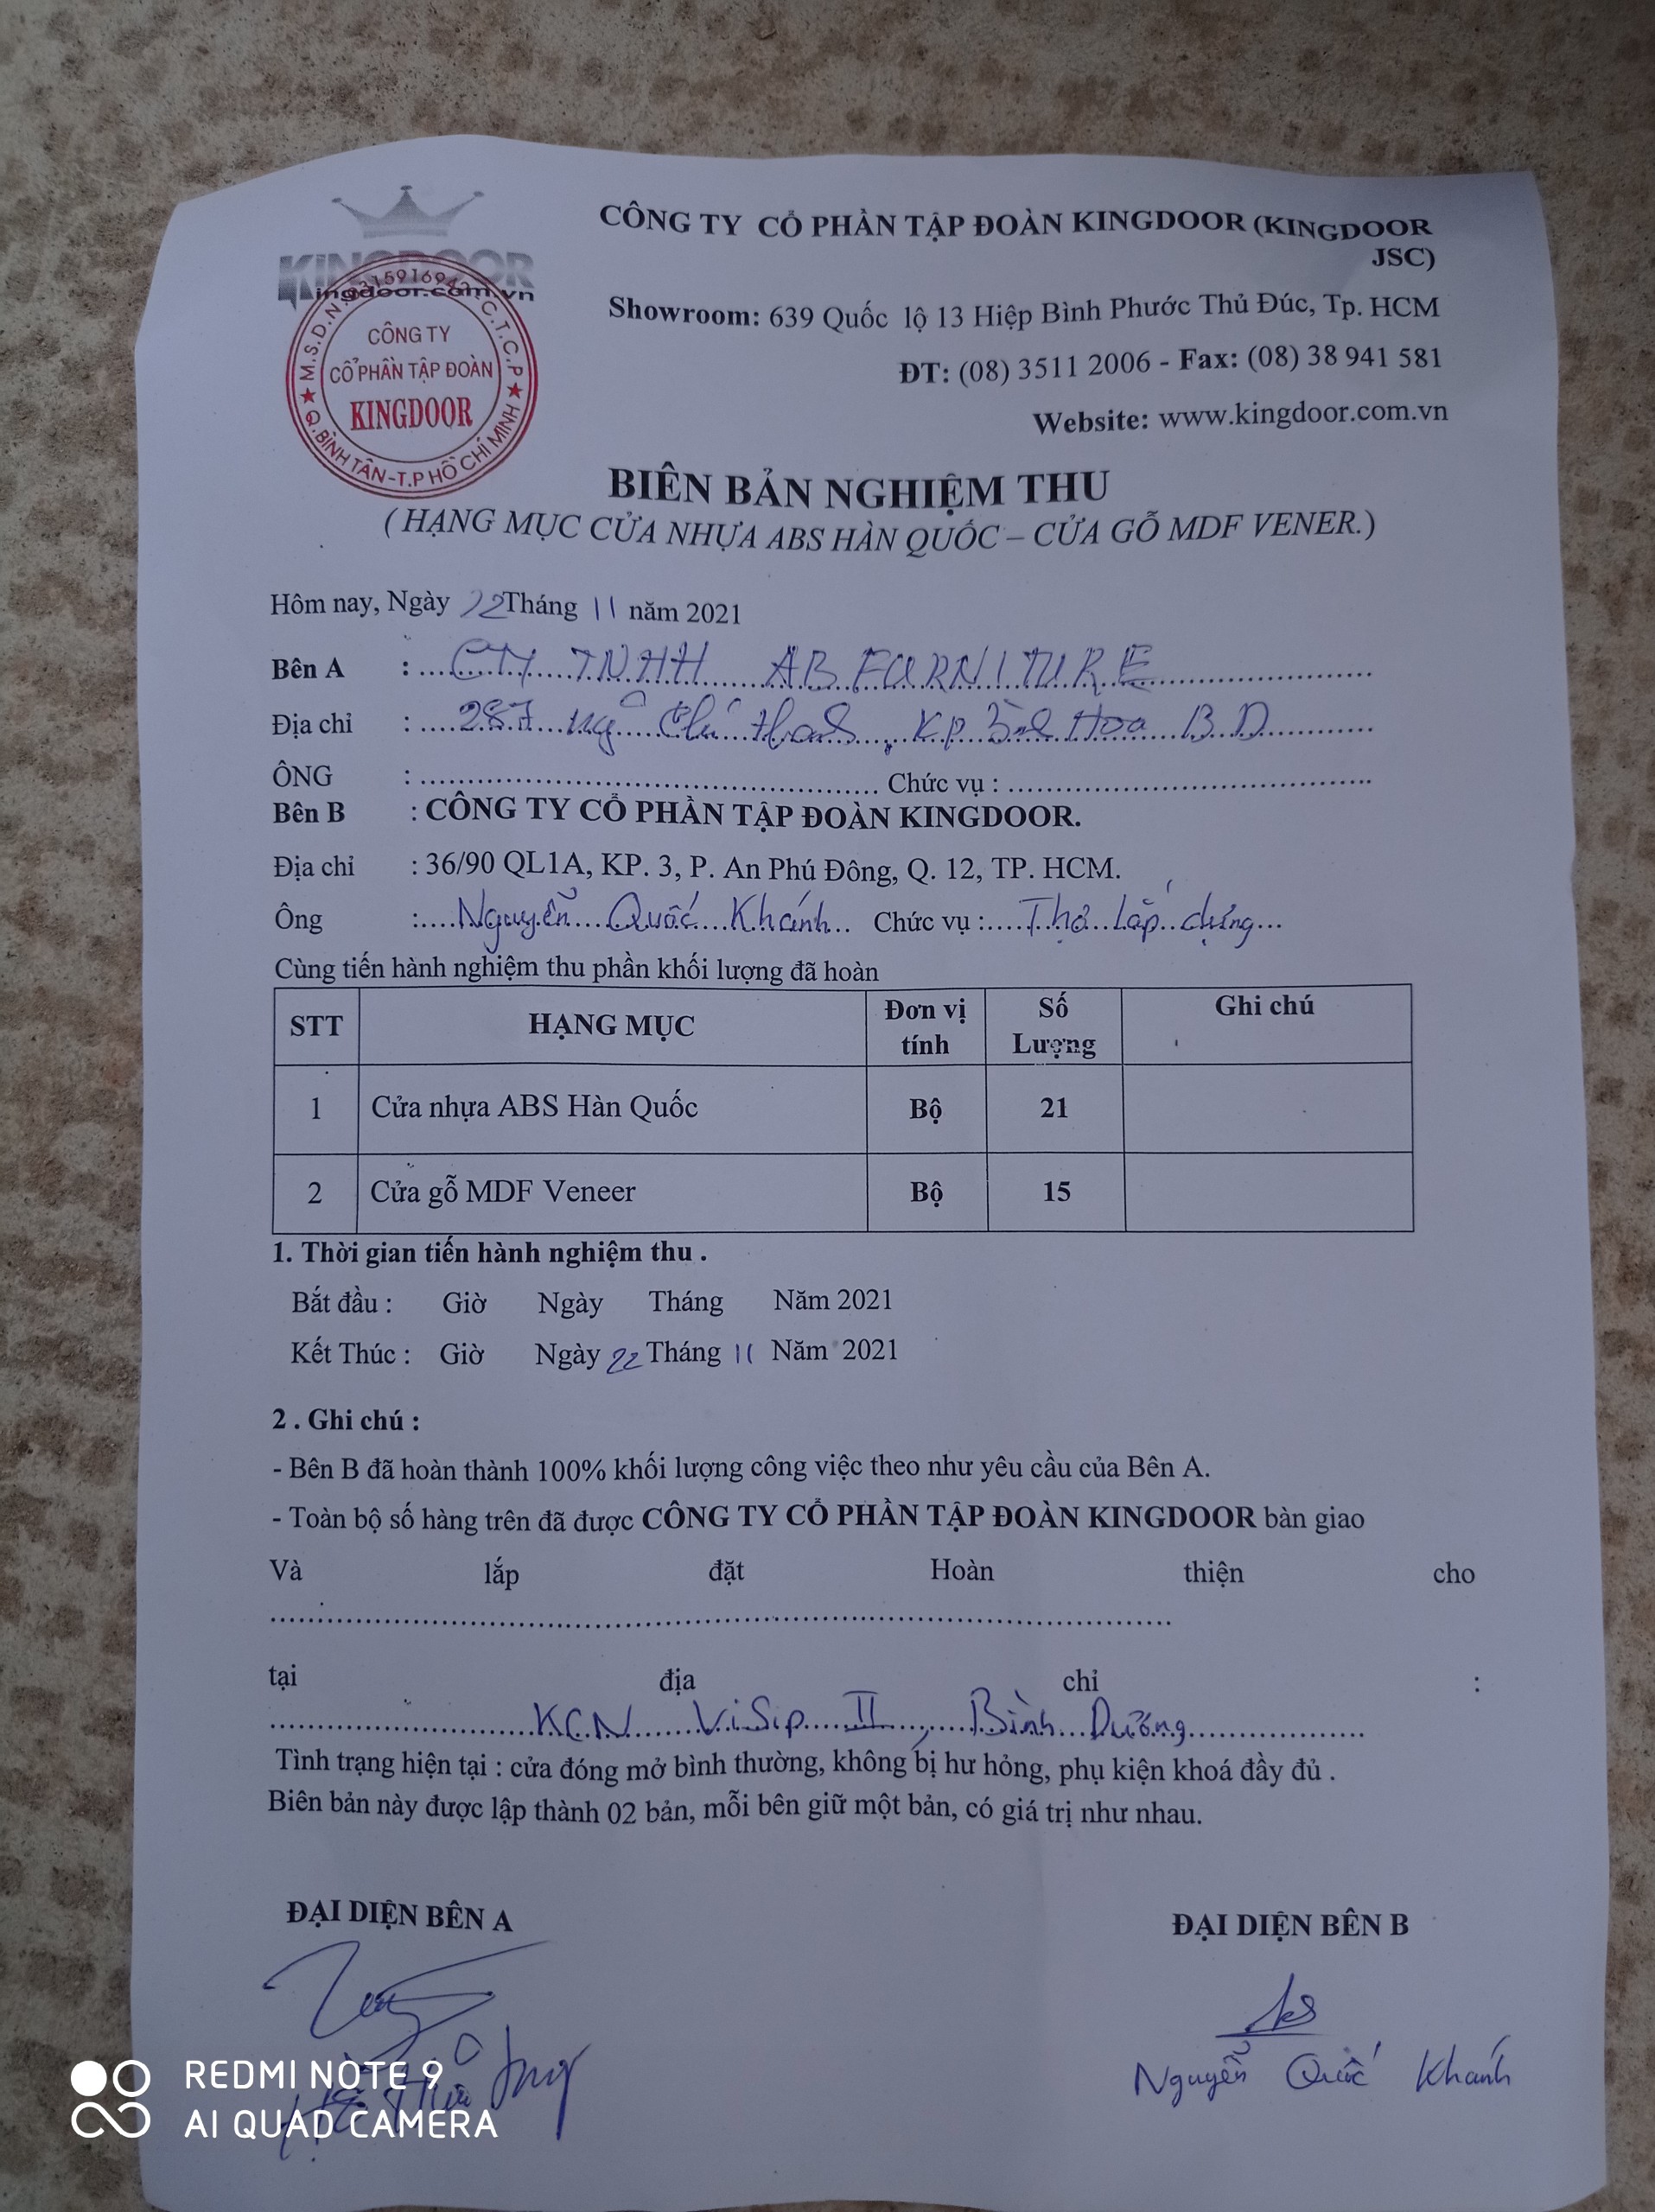 CÔNG TY CỔ PHẦN TẬP ĐOÀN KINGDOOR (KINGDOOR
JSC)
KINGDOOR
kingdoor.com.vn
Showroom: 639 Quốc lộ 13 Hiệp Bình Phước Thủ Đúc, Tp. HCM
ĐT: (08) 3511 2006 - Fax: (08) 38 941 581
Website: www.kingdoor.com.vn
CÔNG TY
CỔ PHẦN TẬP ĐOÀN
KINGDOOR
Q.BÌNH TÂN-T.P HỒ CHÍ MINH
BIÊN BẢN NGHIỆM THU
( HẠNG MỤC CỬA NHỰA ABS HÀN QUỐC – CỬA GỖ MDF VENER.)
Hôm nay, Ngày 22 Tháng 11 năm 2021
Bên A : CTY TNHH AB FURNITURE
Địa chỉ : 287 Chí Thanh, KP Hoa B.D
ÔNG : Chức vụ :
Bên B : CÔNG TY CỔ PHẦN TẬP ĐOÀN KINGDOOR.
Địa chỉ : 36/90 QL1A, KP. 3, P. An Phú Đông, Q. 12, TP. HCM.
Ông : Nguyễn Quốc Khánh Chức vụ : Thợ lắp dựng
Cùng tiến hành nghiệm thu phần khối lượng đã hoàn
STT HẠNG MỤC Đơn vị tính Số Lượng Ghi chú
1 Cửa nhựa ABS Hàn Quốc Bộ 21
2 Cửa gỗ MDF Veneer Bộ 15
1. Thời gian tiến hành nghiệm thu .
Bắt đầu : Giờ Ngày Tháng Năm 2021
Kết Thúc : Giờ Ngày 22 Tháng 11 Năm 2021
2 . Ghi chú :
- Bên B đã hoàn thành 100% khối lượng công việc theo như yêu cầu của Bên A.
- Toàn bộ số hàng trên đã được CÔNG TY CỔ PHẦN TẬP ĐOÀN KINGDOOR bàn giao
Và lắp đặt Hoàn thiện cho
tại địa chỉ :
KCN ViSip II, Bình Dương
Tình trạng hiện tại : cửa đóng mở bình thường, không bị hư hỏng, phụ kiện khoá đầy đủ .
Biên bản này được lập thành 02 bản, mỗi bên giữ một bản, có giá trị như nhau.
ĐẠI DIỆN BÊN A ĐẠI DIỆN BÊN B
Nguyễn Quốc Khánh
REDMI NOTE 9
AI QUAD CAMERA